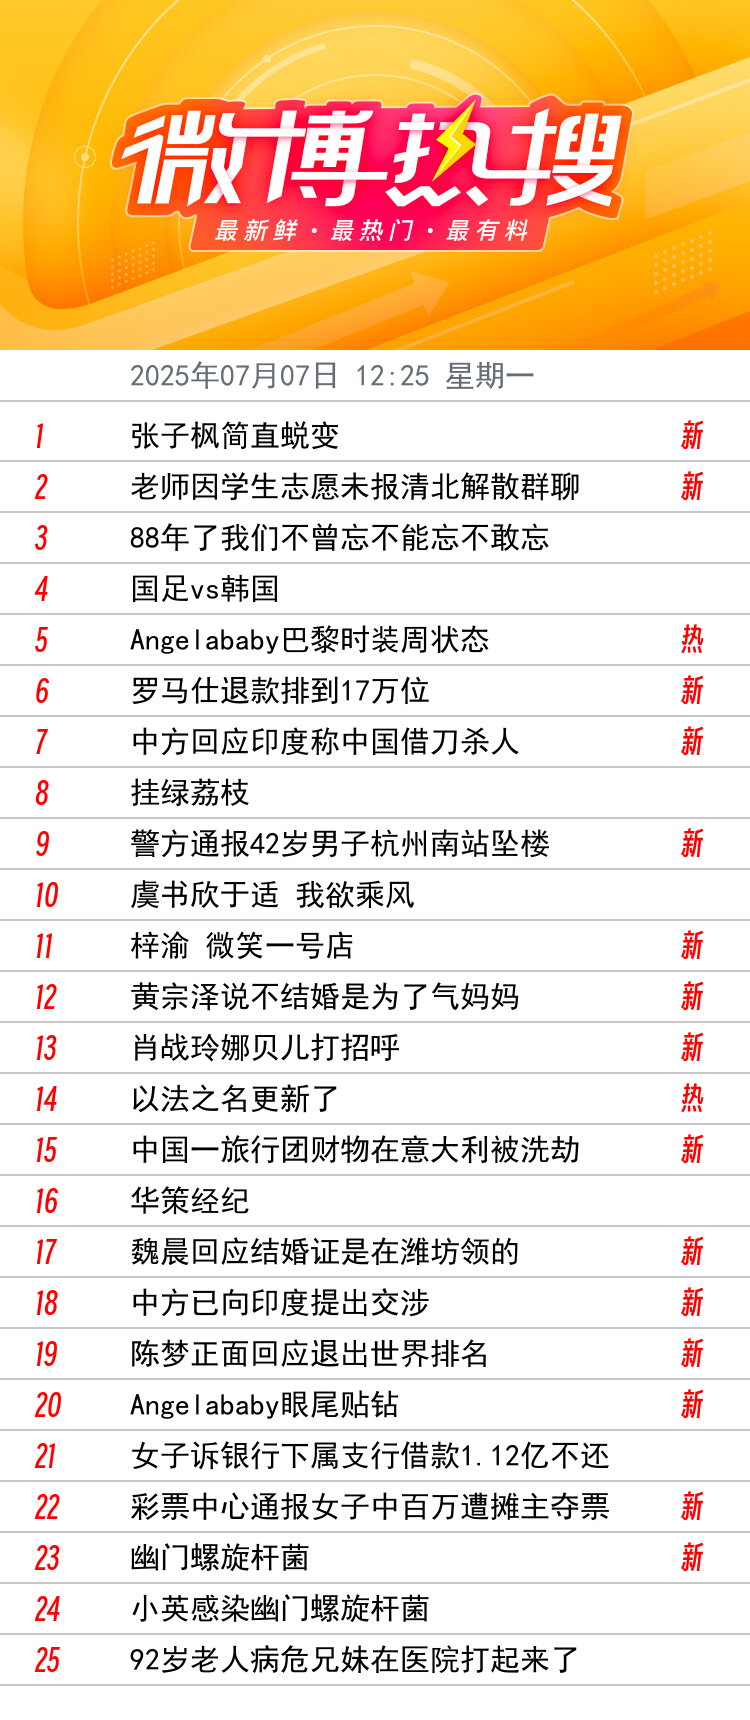 微博热搜
最新鲜·最热门·最有料
2025年07月07日 12:25 星期一
1 张子枫简直蜕变 新
2 老师因学生志愿未报清北解散群聊 新
3 88年了我们不曾忘不能忘不敢忘
4 国足vs韩国
5 Angelababy巴黎时装周状态 热
6 罗马仕退款排到17万位 新
7 中方回应印度称中国借刀杀人 新
8 挂绿荔枝
9 警方通报42岁男子杭州南站坠楼 新
10 虞书欣于适 我欲乘风
11 梓渝 微笑一号店 新
12 黄宗泽说不结婚是为了气妈妈 新
13 肖战玲娜贝儿打招呼 新
14 以法之名更新了 热
15 中国一旅行团财物在意大利被洗劫 新
16 华策经纪
17 魏晨回应结婚证是在潍坊领的 新
18 中方已向印度提出交涉 新
19 陈梦正面回应退出世界排名 新
20 Angelababy眼尾贴钻 新
21 女子诉银行下属支行借款1.12亿不还
22 彩票中心通报女子中百万遭摊主夺票 新
23 幽门螺旋杆菌 新
24 小英感染幽门螺旋杆菌
25 92岁老人病危兄妹在医院打起来了